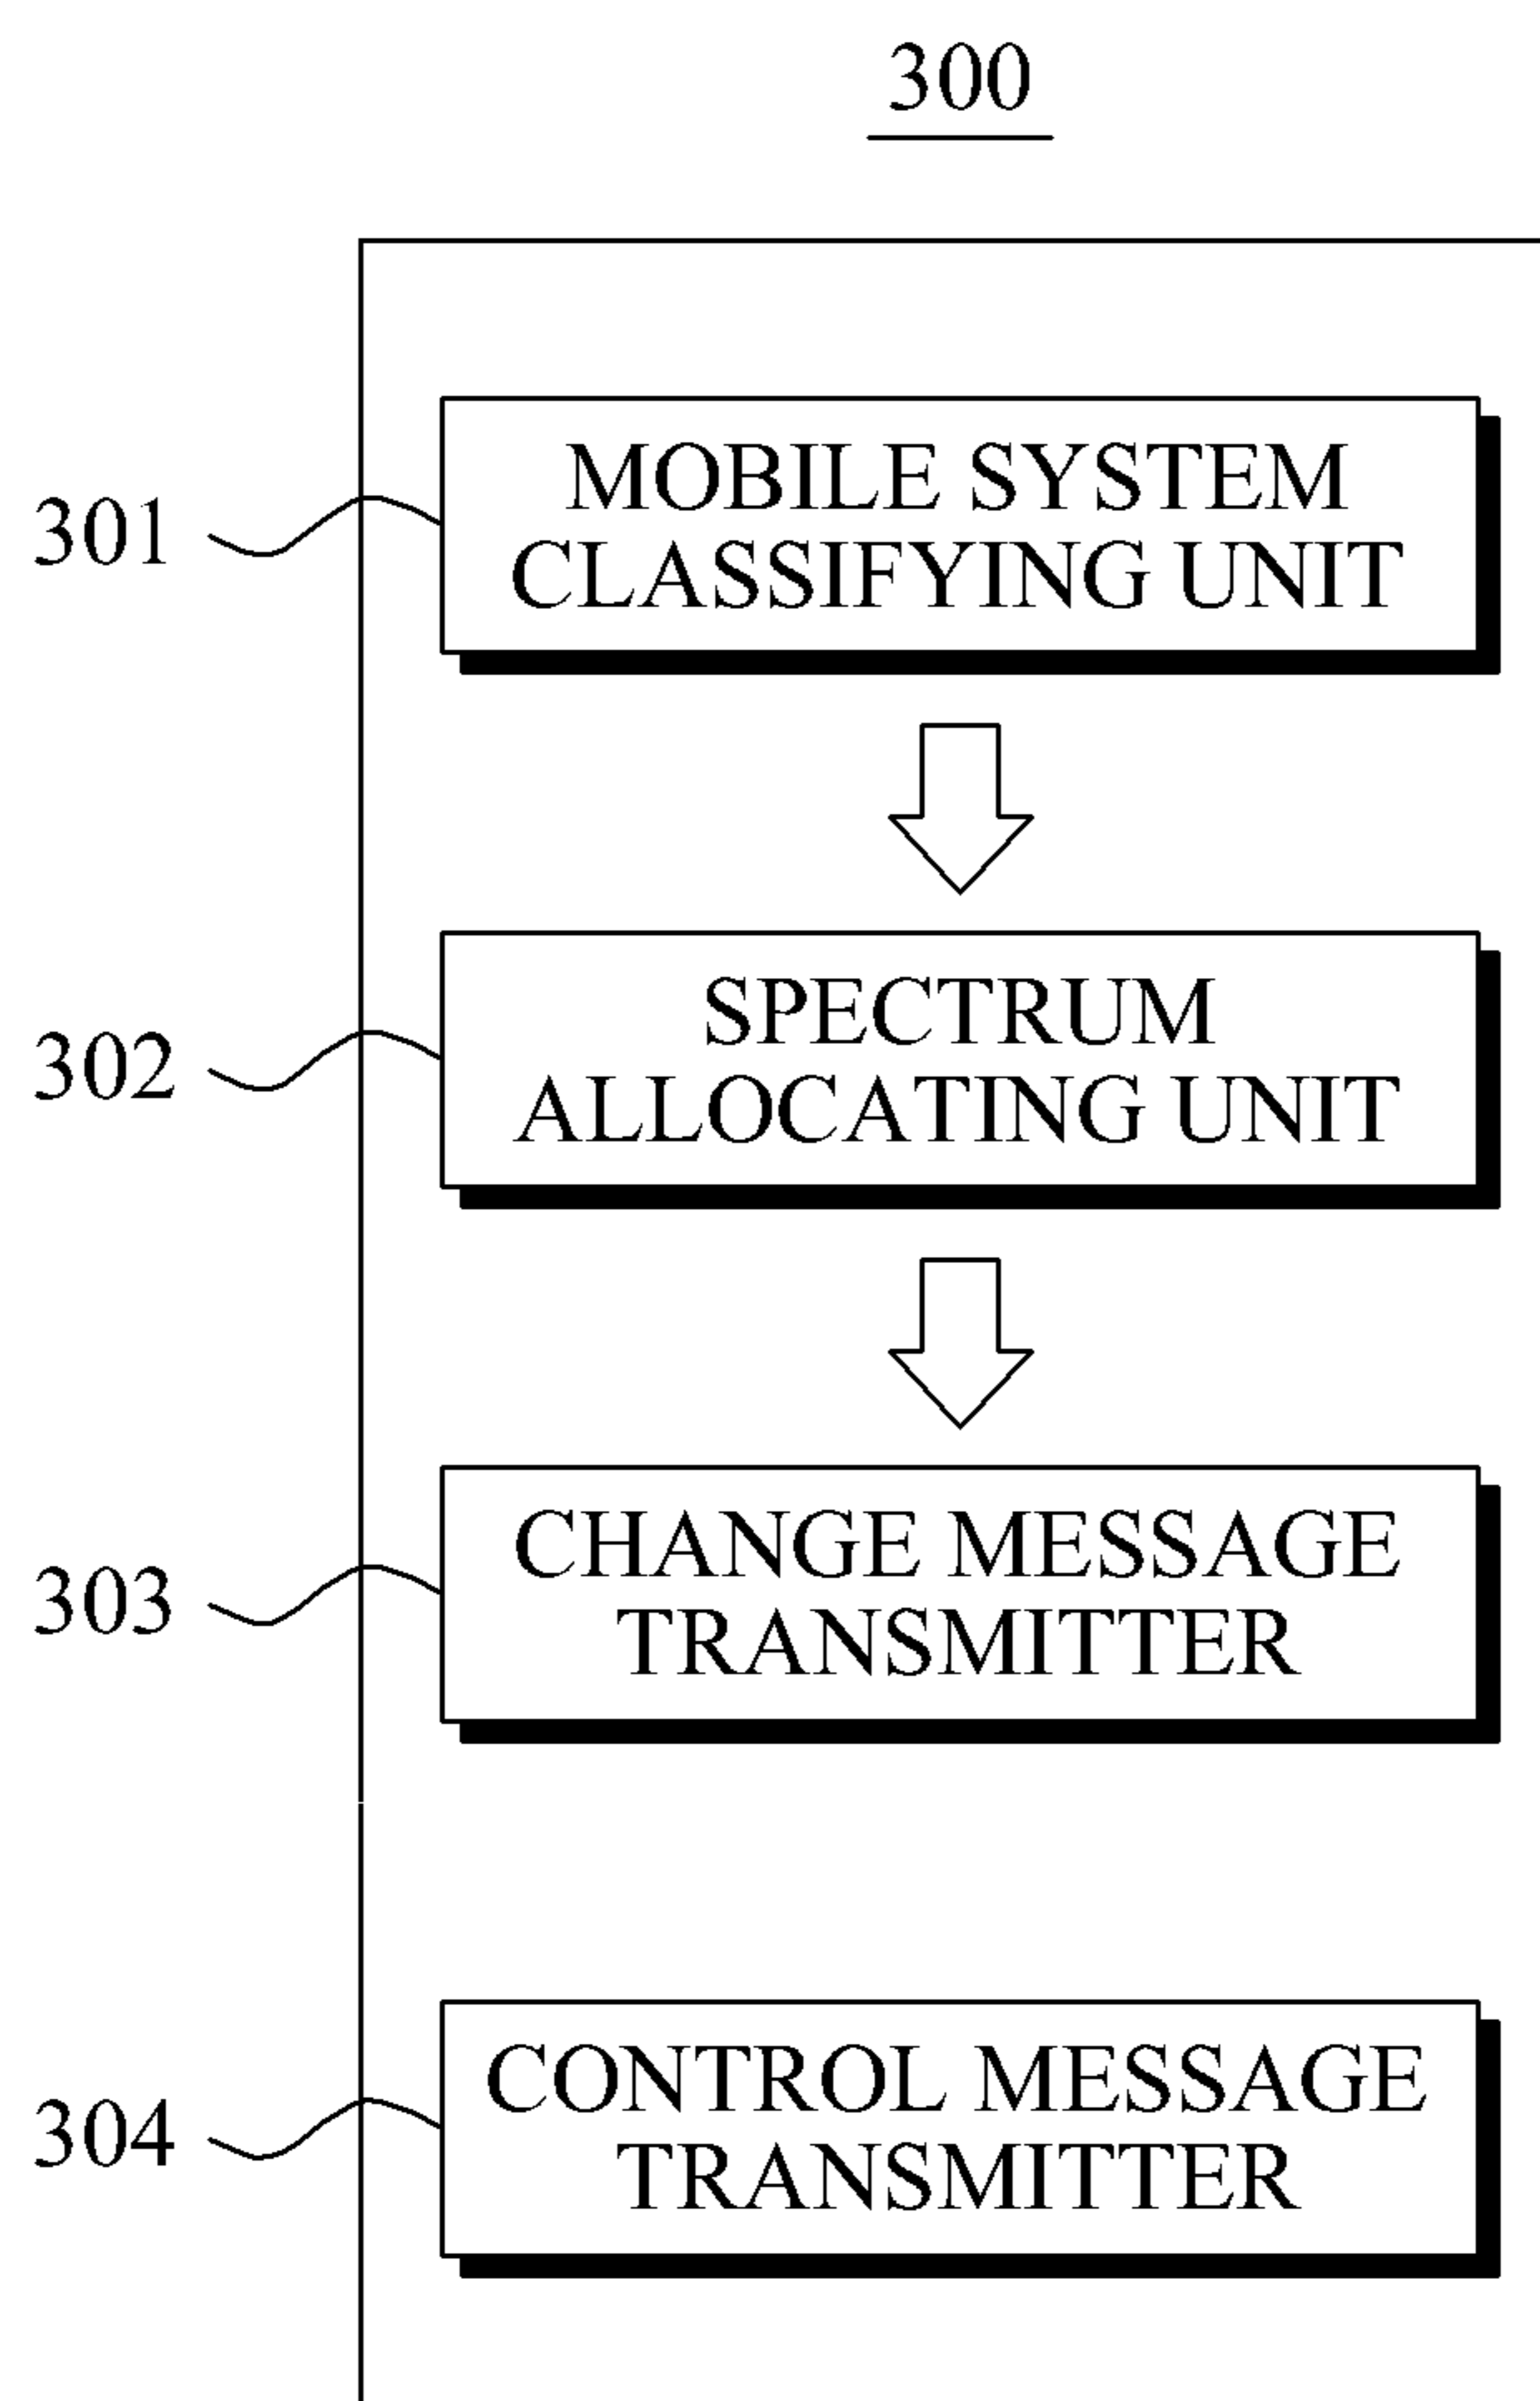 300
301
MOBILE SYSTEM
CLASSIFYING UNIT
302
SPECTRUM
ALLOCATING UNIT
303
CHANGE MESSAGE
TRANSMITTER
304
CONTROL MESSAGE
TRANSMITTER